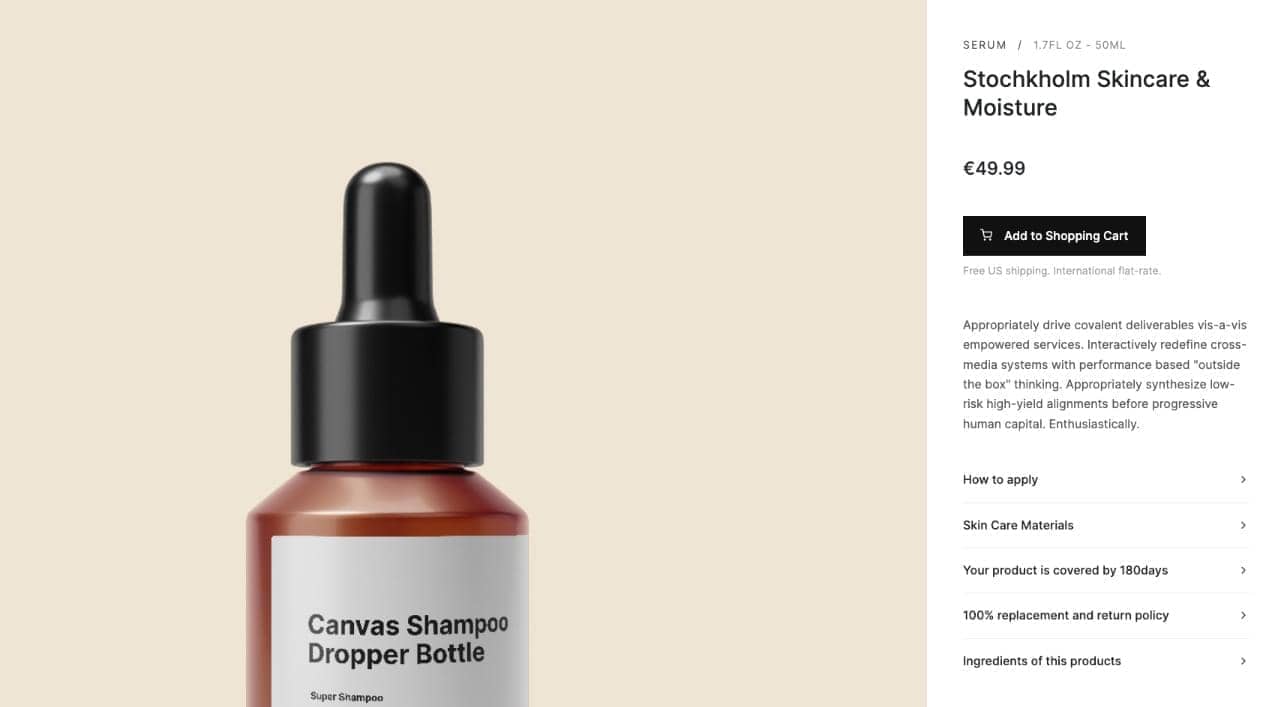 SERUM / 1.7FL OZ - 50ML
Stochkholm Skincare &
Moisture
€49.99
Add to Shopping Cart
Free US shipping. International flat-rate.
Appropriately drive covalent deliverables vis-a-vis
empowered services. Interactively redefine cross-
media systems with performance based "outside
the box" thinking. Appropriately synthesize low-
risk high-yield alignments before progressive
human capital. Enthusiastically.
How to apply
Skin Care Materials
Your product is covered by 180days
100% replacement and return policy
Ingredients of this products
Canvas Shampoo
Dropper Bottle
Super Shampoo